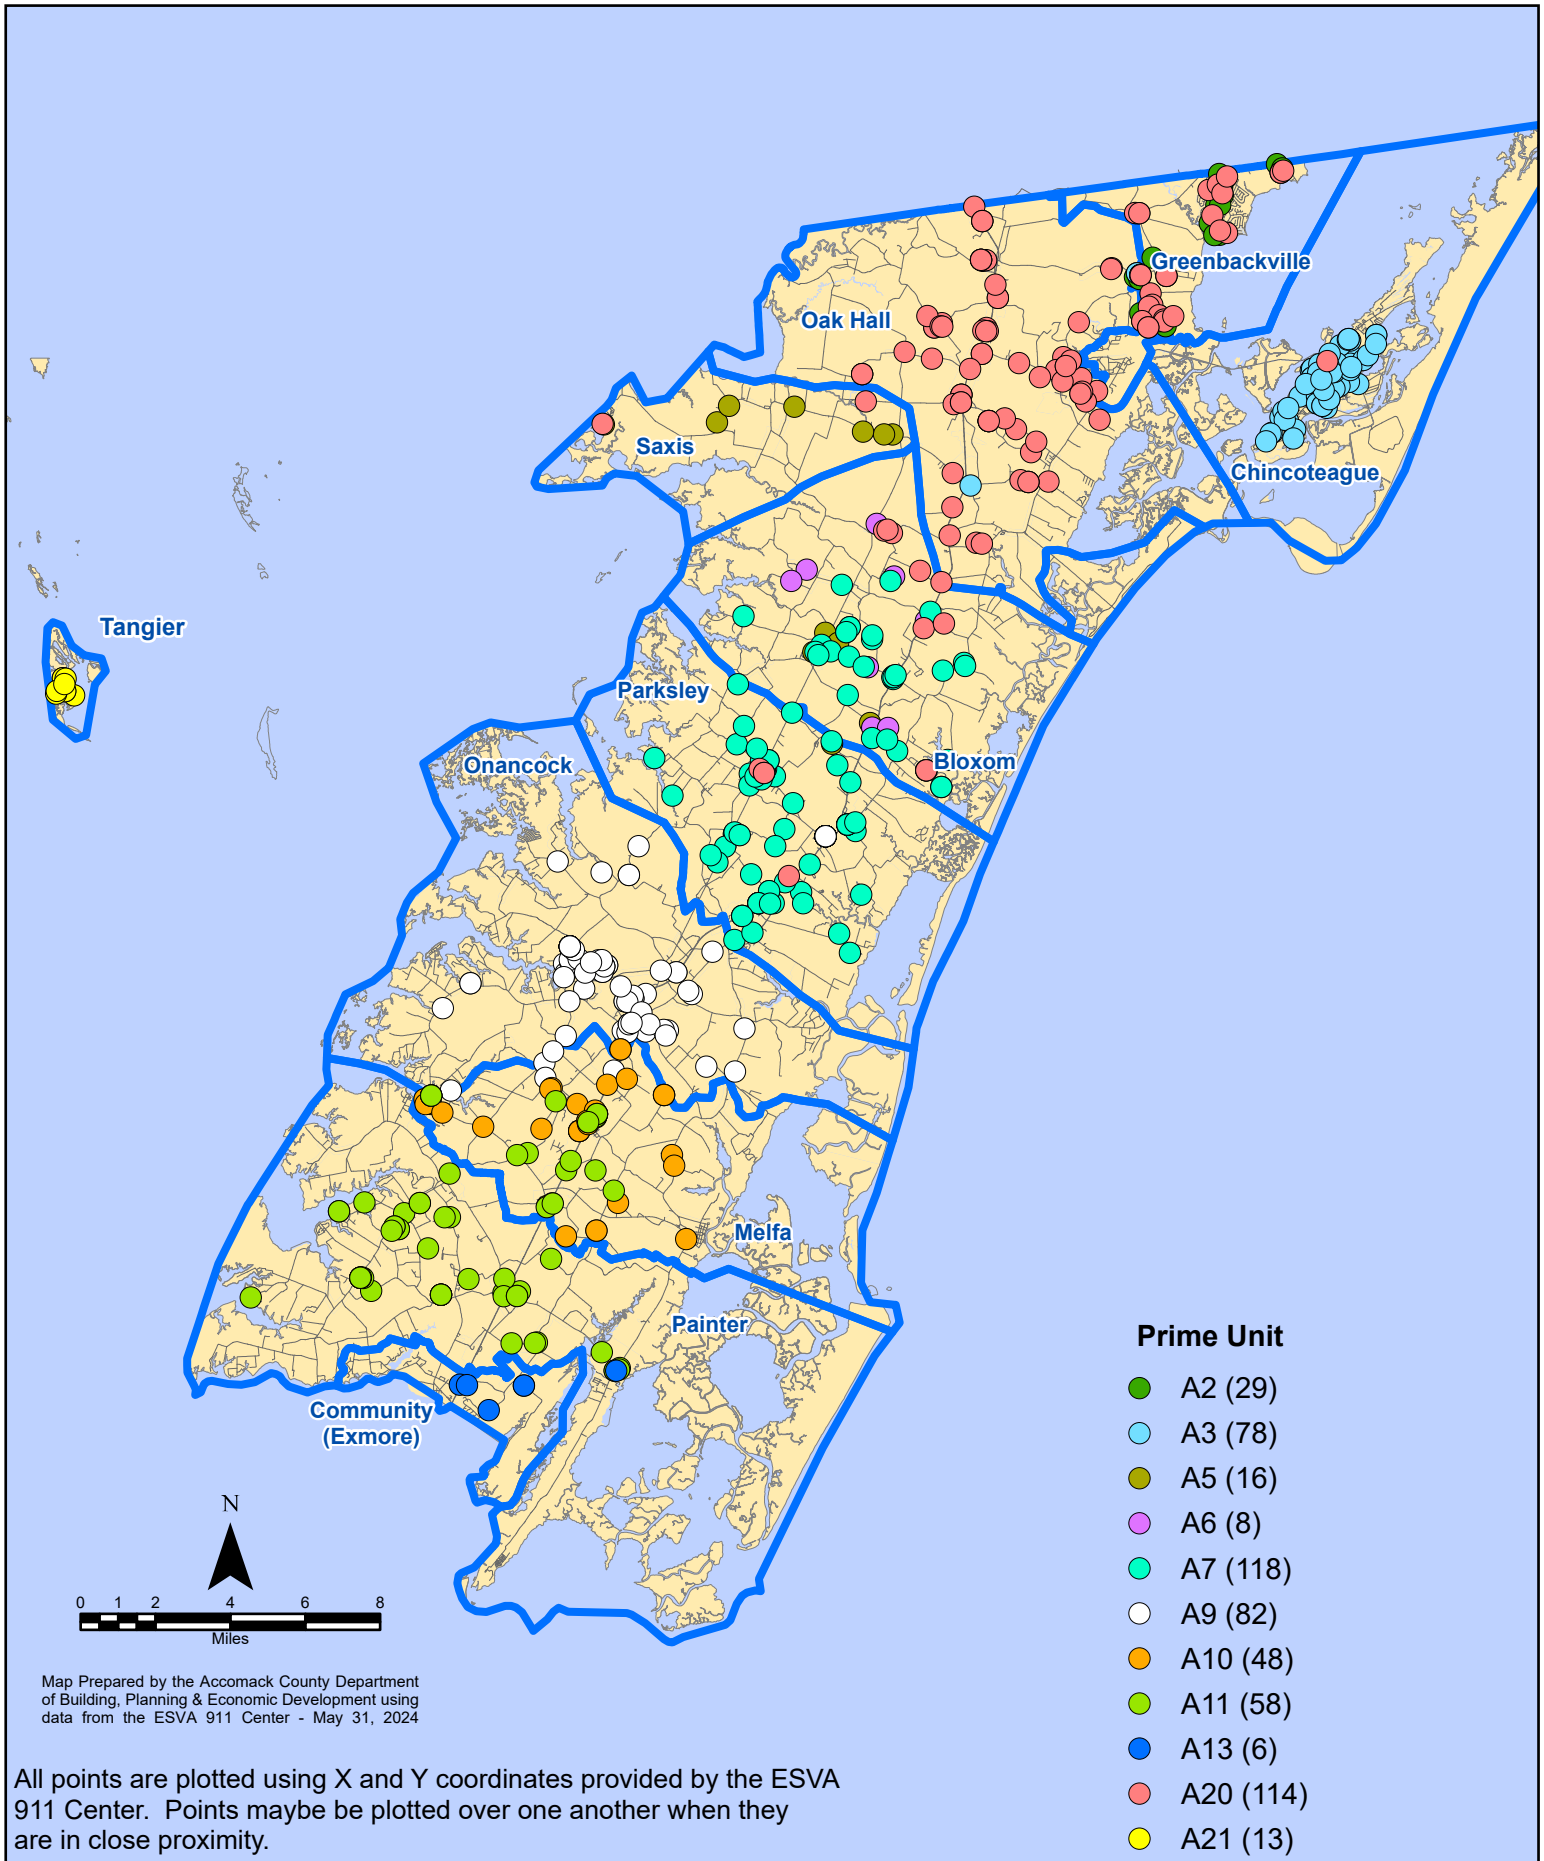 Greenbackville
Oak Hall
Saxis
Chincoteague
Tangier
Parksley
Onancock
Bloxom
Melfa
Painter
Community
(Exmore)
Prime Unit
A2 (29)
A3 (78)
A5 (16)
A6 (8)
A7 (118)
A9 (82)
A10 (48)
A11 (58)
A13 (6)
A20 (114)
A21 (13)
N
0 1 2 4 6 8
Miles
Map Prepared by the Accomack County Department
of Building, Planning & Economic Development using
data from the ESVA 911 Center - May 31, 2024
All points are plotted using X and Y coordinates provided by the ESVA
911 Center. Points maybe be plotted over one another when they
are in close proximity.